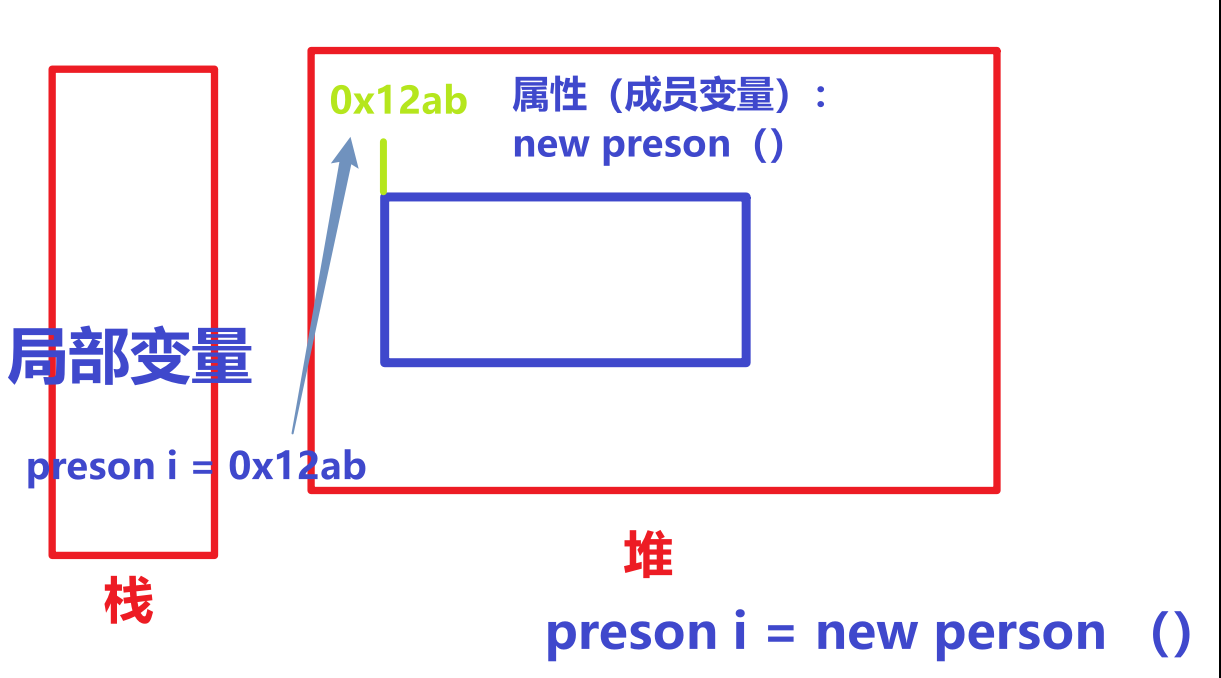 0x12ab
属性（成员变量）：
new preson（）
局部变量
preson i = 0x12ab
堆
栈
preson i = new person （）